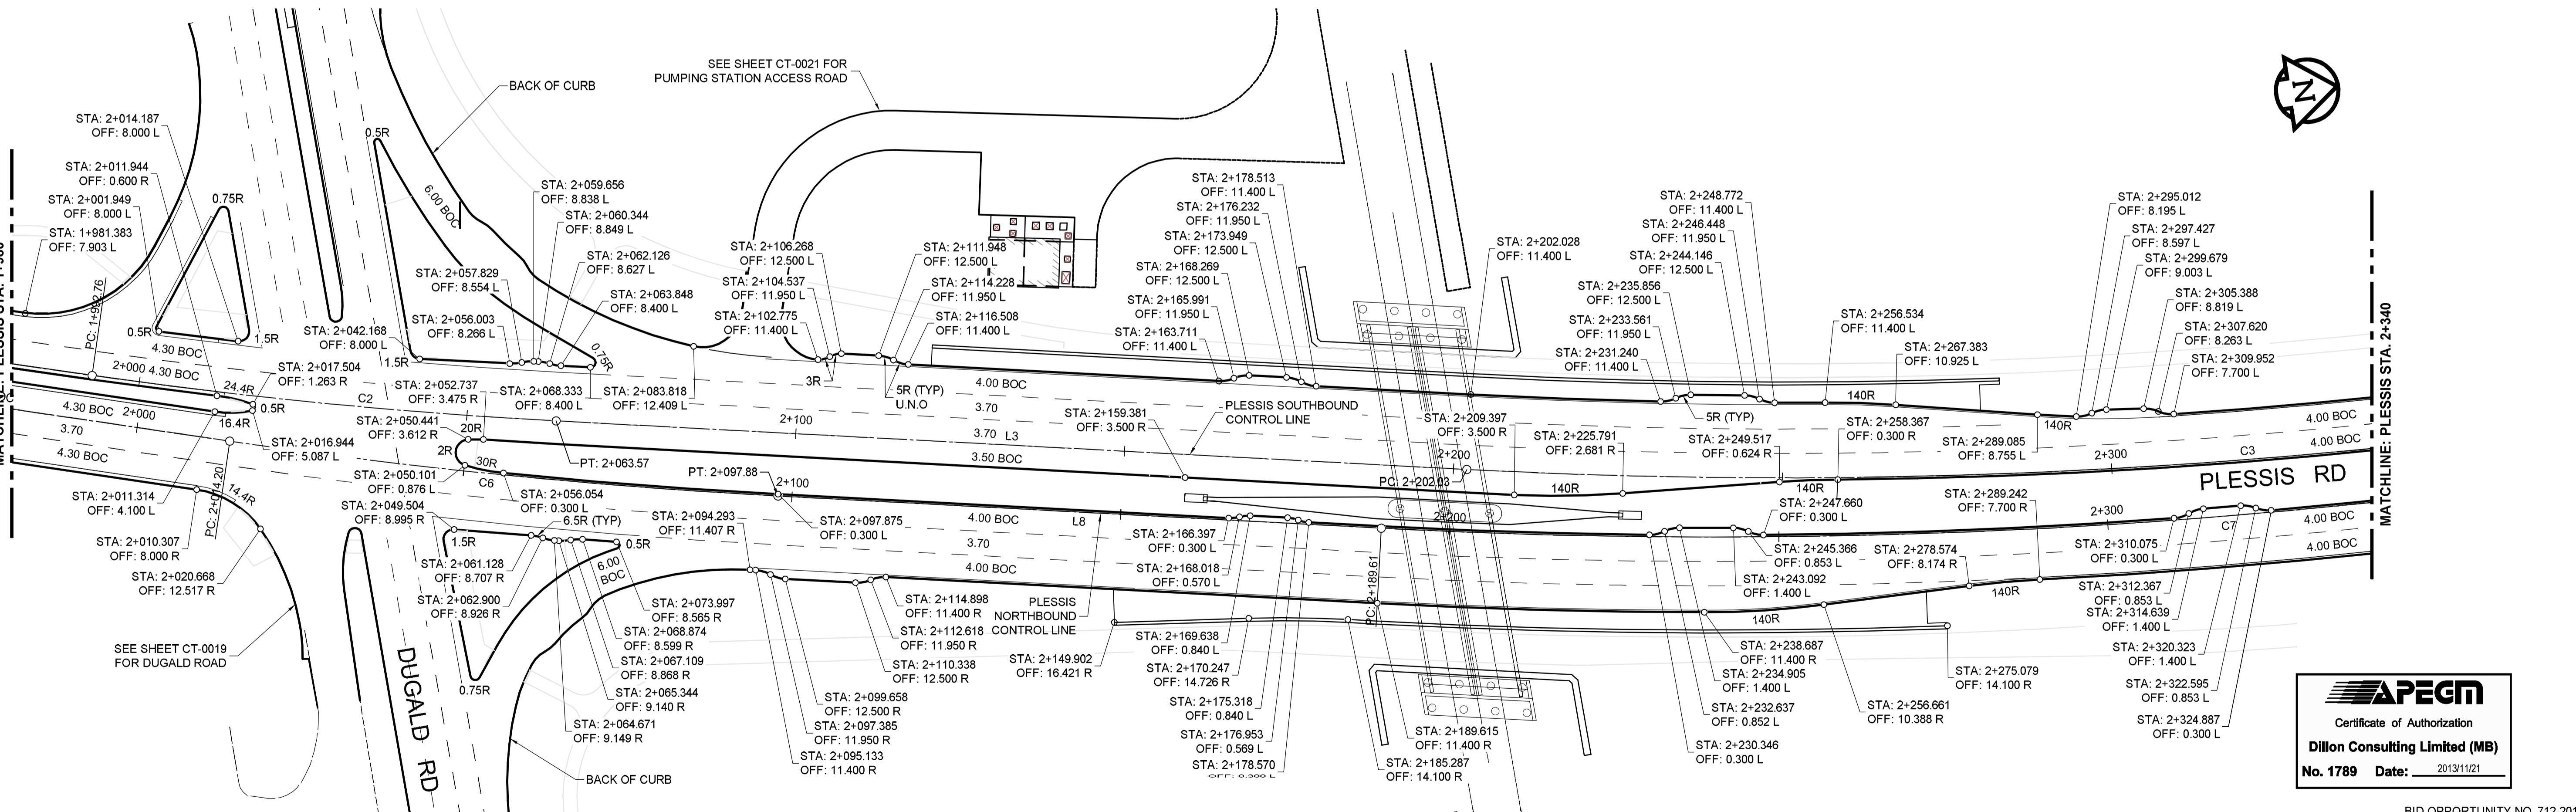 SEE SHEET CT-0021 FOR
PUMPING STATION ACCESS ROAD
BACK OF CURB
N
STA: 2+014.187
OFF: 8.000 L
STA: 2+011.944
OFF: 0.600 R
STA: 2+001.949
OFF: 8.000 L
STA: 1+981.383
OFF: 7.903 L
0.75R
0.5R
1.5R
4.30 BOC
PC: 1+992.76
2+000
4.30 BOC
24.4R
0.5R
4.30 BOC
2+000
16.4R
3.70
4.30 BOC
14.4R
PC: 2+014.20
STA: 2+011.314
OFF: 4.100 L
STA: 2+010.307
OFF: 8.000 R
STA: 2+020.668
OFF: 12.517 R
SEE SHEET CT-0019
FOR DUGALD ROAD
STA: 2+017.504
OFF: 1.263 R
STA: 2+016.944
OFF: 5.087 L
0.5R
6.00 BOC
STA: 2+042.168
OFF: 8.000 L
1.5R
STA: 2+056.003
OFF: 8.266 L
STA: 2+057.829
OFF: 8.554 L
STA: 2+059.656
OFF: 8.838 L
STA: 2+060.344
OFF: 8.849 L
STA: 2+062.126
OFF: 8.627 L
STA: 2+063.848
OFF: 8.400 L
0.75R
STA: 2+068.333
OFF: 8.400 L
STA: 2+083.818
OFF: 12.409 L
C2
STA: 2+052.737
OFF: 3.475 R
STA: 2+050.441
OFF: 3.612 R
20R
2R
30R
C6
STA: 2+050.101
OFF: 0.876 L
STA: 2+056.054
OFF: 0.300 L
PT: 2+063.57
PT: 2+097.88
2+100
STA: 2+097.875
OFF: 0.300 L
STA: 2+049.504
OFF: 8.995 R
6.5R (TYP)
1.5R
0.5R
6.00
BOC
0.75R
STA: 2+061.128
OFF: 8.707 R
STA: 2+062.900
OFF: 8.926 R
STA: 2+073.997
OFF: 8.565 R
STA: 2+068.874
OFF: 8.599 R
STA: 2+067.109
OFF: 8.868 R
STA: 2+065.344
OFF: 9.140 R
STA: 2+064.671
OFF: 9.149 R
BACK OF CURB
DUGALD RD
STA: 2+094.293
OFF: 11.407 R
STA: 2+114.898
OFF: 11.400 R
STA: 2+112.618
OFF: 11.950 R
STA: 2+110.338
OFF: 12.500 R
STA: 2+099.658
OFF: 12.500 R
STA: 2+097.385
OFF: 11.950 R
STA: 2+095.133
OFF: 11.400 R
STA: 2+106.268
OFF: 12.500 L
STA: 2+104.537
OFF: 11.950 L
STA: 2+102.775
OFF: 11.400 L
3R
STA: 2+111.948
OFF: 12.500 L
STA: 2+114.228
OFF: 11.950 L
STA: 2+116.508
OFF: 11.400 L
5R (TYP)
U.N.O
2+100
4.00 BOC
3.70
3.70
L3
3.50 BOC
4.00 BOC
L8
3.70
4.00 BOC
PLESSIS
NORTHBOUND
CONTROL LINE
STA: 2+149.902
OFF: 16.421 R
STA: 2+159.381
OFF: 3.500 R
PLESSIS SOUTHBOUND
CONTROL LINE
STA: 2+178.513
OFF: 11.400 L
STA: 2+176.232
OFF: 11.950 L
STA: 2+173.949
OFF: 12.500 L
STA: 2+168.269
OFF: 12.500 L
STA: 2+165.991
OFF: 11.950 L
STA: 2+163.711
OFF: 11.400 L
STA: 2+166.397
OFF: 0.300 L
STA: 2+168.018
OFF: 0.570 L
STA: 2+169.638
OFF: 0.840 L
STA: 2+170.247
OFF: 14.726 R
STA: 2+175.318
OFF: 0.840 L
STA: 2+176.953
OFF: 0.569 L
STA: 2+178.570
OFF: 0.300 L
PC: 2+189.61
STA: 2+189.615
OFF: 11.400 R
STA: 2+185.287
OFF: 14.100 R
STA: 2+202.028
OFF: 11.400 L
STA: 2+209.397
OFF: 3.500 R
2+200
PC: 2+202.03
2+200
140R
STA: 2+225.791
OFF: 2.681 R
STA: 2+248.772
OFF: 11.400 L
STA: 2+246.448
OFF: 11.950 L
STA: 2+244.146
OFF: 12.500 L
STA: 2+235.856
OFF: 12.500 L
STA: 2+233.561
OFF: 11.950 L
STA: 2+231.240
OFF: 11.400 L
5R (TYP)
STA: 2+249.517
OFF: 0.624 R
STA: 2+256.534
OFF: 11.400 L
STA: 2+267.383
OFF: 10.925 L
140R
STA: 2+258.367
OFF: 0.300 R
140R
STA: 2+247.660
OFF: 0.300 L
STA: 2+245.366
OFF: 0.853 L
STA: 2+243.092
OFF: 1.400 L
140R
STA: 2+238.687
OFF: 11.400 R
STA: 2+234.905
OFF: 1.400 L
STA: 2+232.637
OFF: 0.852 L
STA: 2+230.346
OFF: 0.300 L
STA: 2+256.661
OFF: 10.388 R
STA: 2+278.574
OFF: 8.174 R
STA: 2+289.242
OFF: 7.700 R
STA: 2+289.085
OFF: 8.755 L
140R
STA: 2+275.079
OFF: 14.100 R
STA: 2+295.012
OFF: 8.195 L
STA: 2+297.427
OFF: 8.597 L
STA: 2+299.679
OFF: 9.003 L
STA: 2+305.388
OFF: 8.819 L
STA: 2+307.620
OFF: 8.263 L
STA: 2+309.952
OFF: 7.700 L
140R
2+300
C3
4.00 BOC
4.00 BOC
PLESSIS RD
2+300
C7
4.00 BOC
4.00 BOC
STA: 2+310.075
OFF: 0.300 L
STA: 2+312.367
OFF: 0.853 L
STA: 2+314.639
OFF: 1.400 L
STA: 2+320.323
OFF: 1.400 L
STA: 2+322.595
OFF: 0.853 L
STA: 2+324.887
OFF: 0.300 L
MATCHLINE: PLESSIS STA. 2+340
APEGM
Certificate of Authorization
Dillon Consulting Limited (MB)
No. 1789 Date: 2013/11/21
BID OPPORTUNITY NO. 712